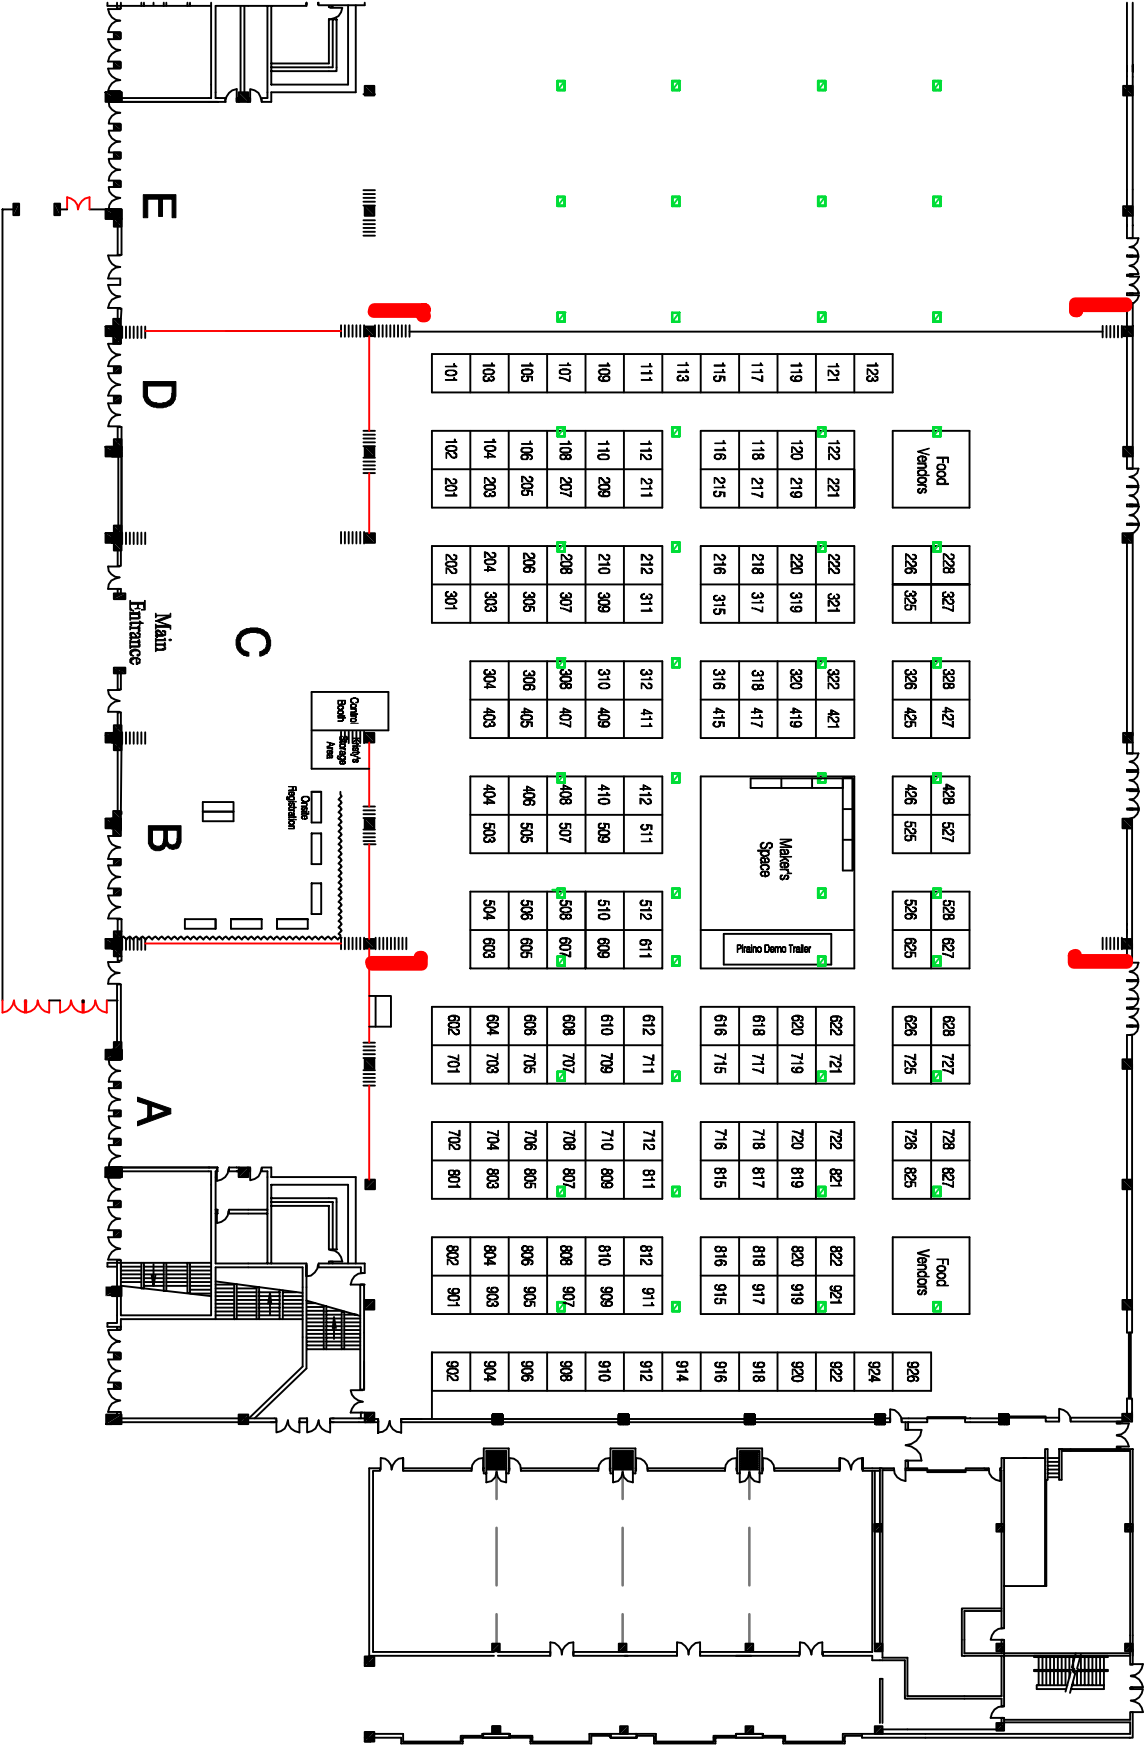 E
D
C
B
A
Main
Entrance
Control
Booth
Kristy's
Storage
Area
Onsite
Registration
101 103 105 107 109 111 113 115 117 119 121 123
102 104 106 108 110 112 116 118 120 122
201 203 205 207 209 211 215 217 219 221
Food
Vendors
202 204 206 208 210 212 216 218 220 222 226 228
301 303 305 307 309 311 315 317 319 321 325 327
304 306 308 310 312 316 318 320 322 326 328
403 405 407 409 411 415 417 419 421 425 427
404 406 408 410 412 426 428
503 505 507 509 511 525 527
Maker's
Space
504 506 508 510 512 526 528
603 605 607 609 611 625 627
Piraino Demo Trailer
602 604 606 608 610 612 616 618 620 622 626 628
701 703 705 707 709 711 715 717 719 721 725 727
702 704 706 708 710 712 716 718 720 722 726 728
801 803 805 807 809 811 815 817 819 821 825 827
802 804 806 808 810 812 816 818 820 822
901 903 905 907 909 911 915 917 919 921
Food
Vendors
902 904 906 908 910 912 914 916 918 920 922 924 926